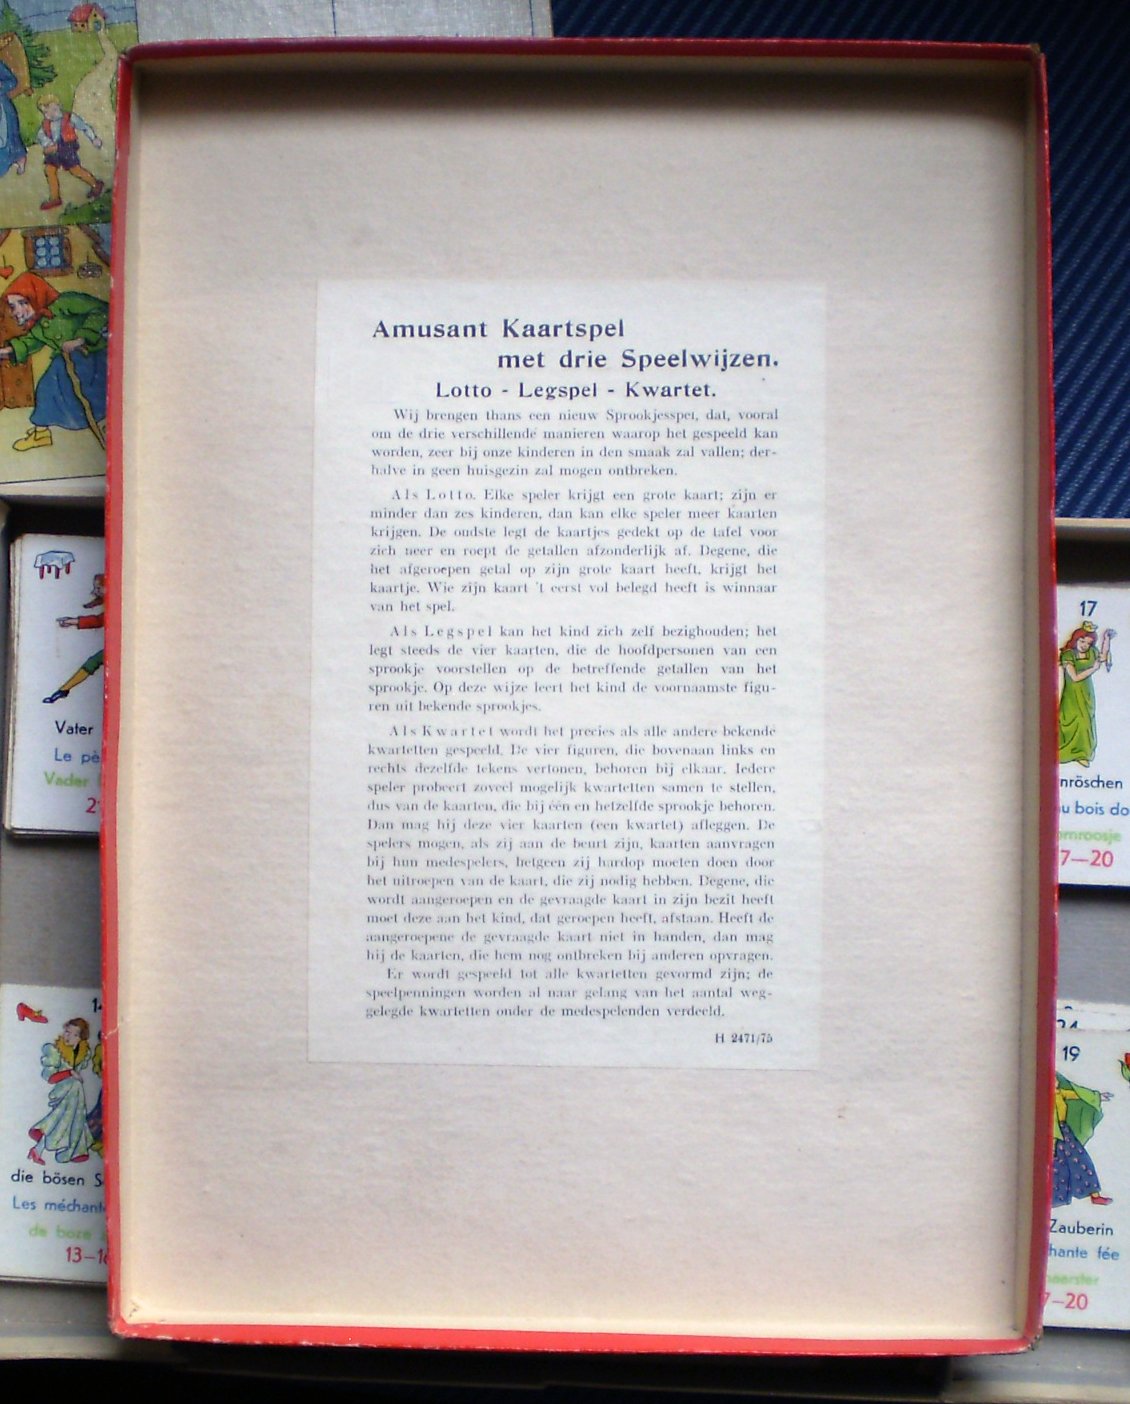 Amusant Kaartspel
met drie Speelwijzen.
Lotto - Legspel - Kwartet.
Wij brengen thans een nieuw Sprookjesspel, dat, vooral
om de drie verschillende manieren waarop het gespeeld kan
worden, zeer bij onze kinderen in den smaak zal vallen; der-
halve in geen huisgezin zal mogen ontbreken.
Als Lotto. Elke speler krijgt een grote kaart; zijn er
minder dan zes kinderen, dan kan elke speler meer kaarten
krijgen. De oudste legt de kaartjes gedekt op de tafel voor
zich neer en roept de getallen afzonderlijk af. Degene, die
het afgeroepen getal op zijn grote kaart heeft, krijgt het
kaartje. Wie zijn kaart 't eerst vol belegd heeft is winnaar
van het spel.
Als Legspel kan het kind zich zelf bezighouden; het
legt steeds de vier kaarten, die de hoofdpersonen van een
sprookje voorstellen op de betreffende getallen van het
sprookje. Op deze wijze leert het kind de voornaamste figu-
ren uit bekende sprookjes.
Als Kwartet wordt het precies als alle andere bekende
kwartetten gespeeld. De vier figuren, die bovenaan links en
rechts dezelfde tekens vertonen, behoren bij elkaar. Iedere
speler probeert zoveel mogelijk kwartetten samen te stellen,
dus van de kaarten, die bij één en hetzelfde sprookje behoren.
Dan mag hij deze vier kaarten (een kwartet) afleggen. De
spelers mogen, als zij aan de beurt zijn, kaarten aanvragen
bij hun medespelers, hetgeen zij hardop moeten doen door
het uitroepen van de kaart, die zij nodig hebben. Degene, die
wordt aangeroepen en de gevraagde kaart in zijn bezit heeft
moet deze aan het kind, dat geroepen heeft, afstaan. Heeft de
aangeroepene de gevraagde kaart niet in handen, dan mag
hij de kaarten, die hem nog ontbreken bij anderen opvragen.
Er wordt gespeeld tot alle kwartetten gevormd zijn; de
speelpenningen worden al naar gelang van het aantal weg-
gelegde kwartetten onder de medespelenden verdeeld.
H 2471/75
Vater
Le pè
Vader
2
14
die bösen S
Les méchant
de boze
13-16
17
nröschen
u bois do
ornroosje
7-20
24
19
Zauberin
hante fée
7-20